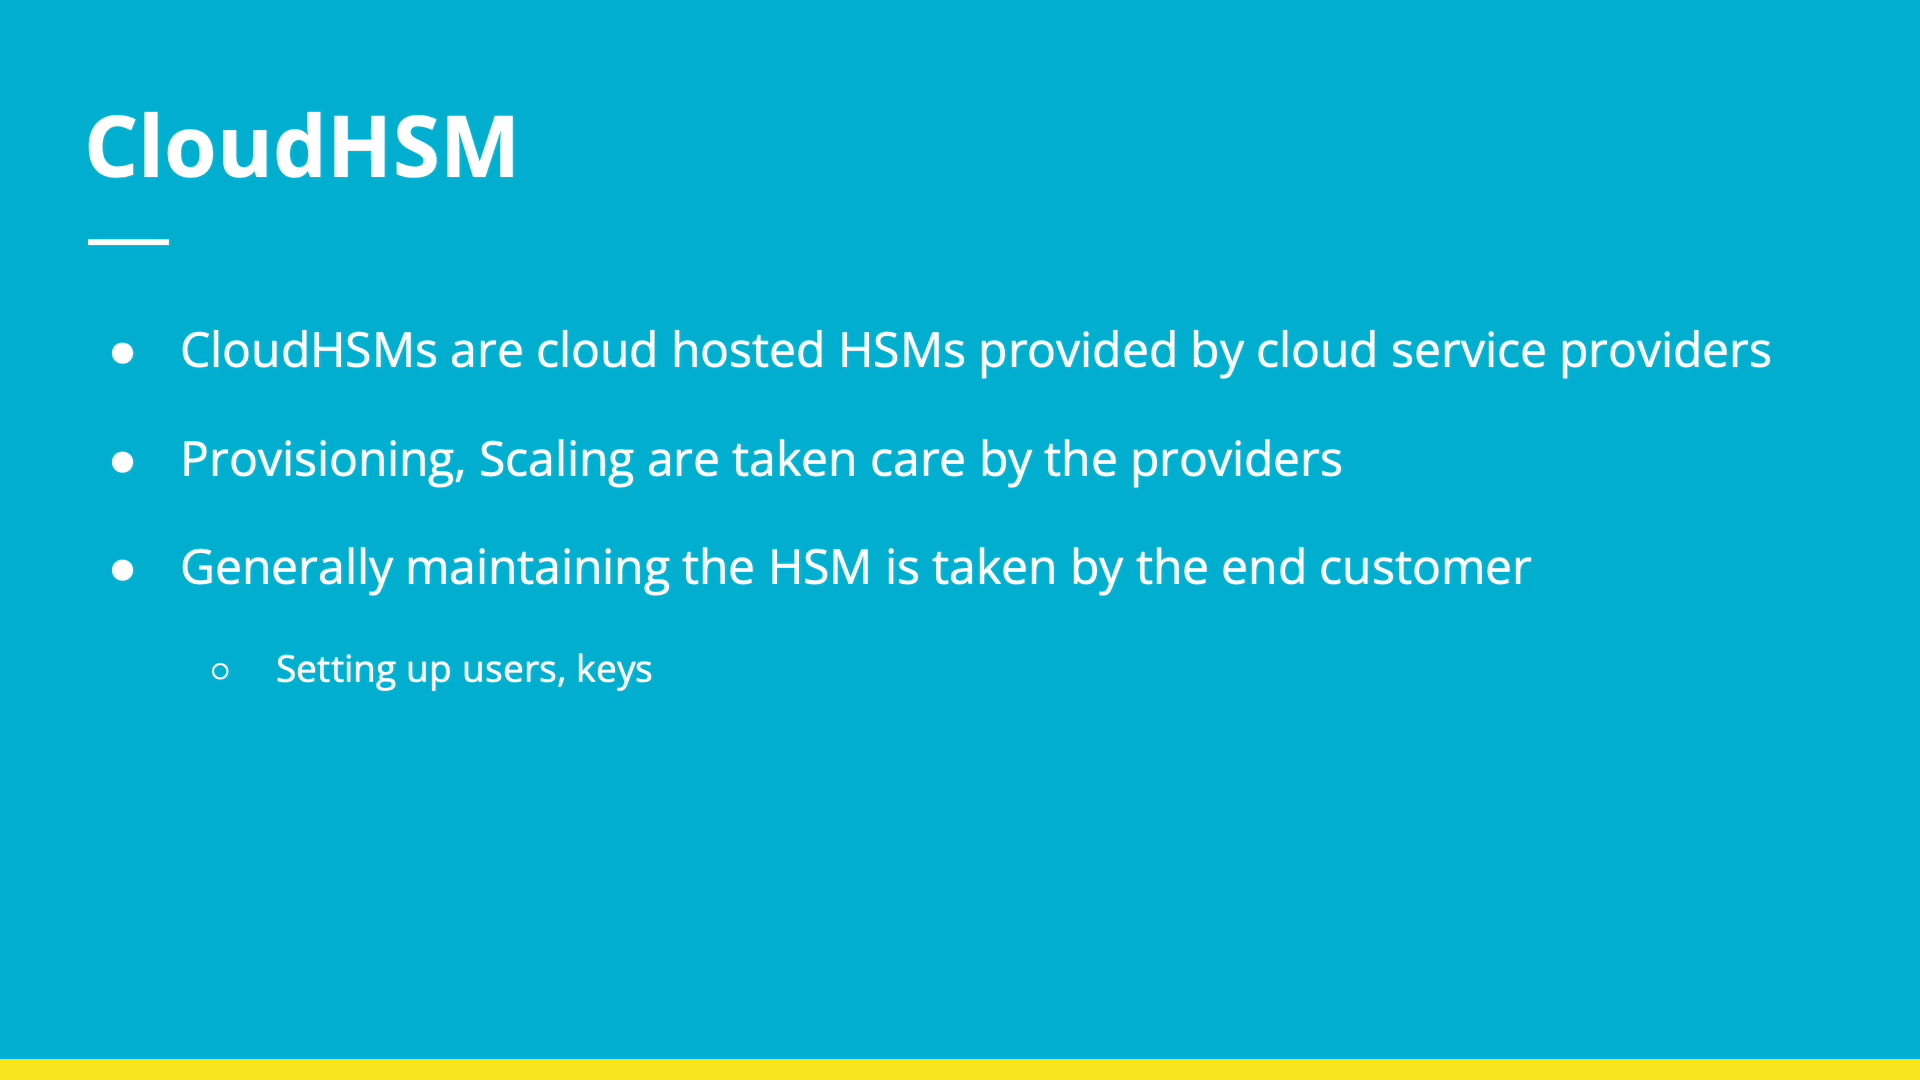 CloudHSM
● CloudHSMs are cloud hosted HSMs provided by cloud service providers
● Provisioning, Scaling are taken care by the providers
● Generally maintaining the HSM is taken by the end customer
○ Setting up users, keys